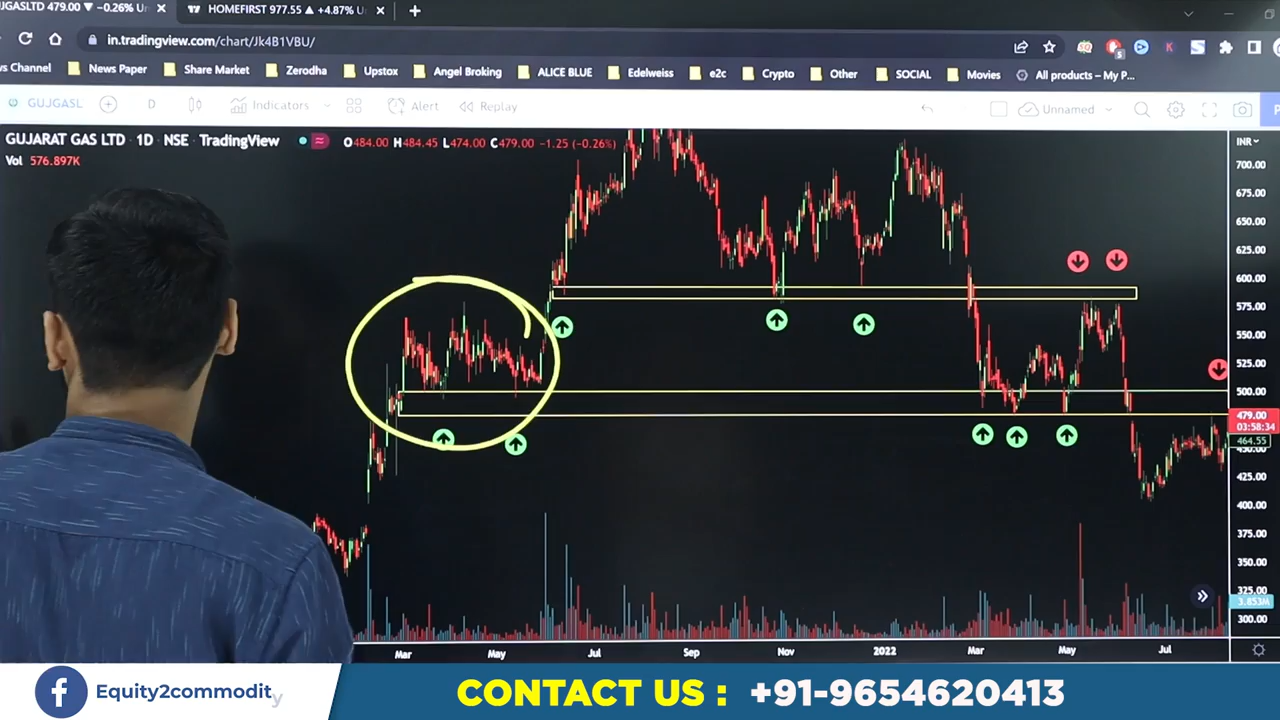 GASLTD 479.00 ▼ −0.26% Un
HOMEFIRST 977.55 ▲ +4.87% U
in.tradingview.com/chart/Jk4B1VBU/
ws Channel News Paper Share Market Zerodha Upstox Angel Broking ALICE BLUE Edelweiss e2c Crypto Other SOCIAL Movies All products – My P...
GUJGASL D Indicators Alert Replay Unnamed
GUJARAT GAS LTD · 1D · NSE · TradingView O484.00 H484.45 L474.00 C479.00 −1.25 (−0.26%)
Vol 576.897K
INR
700.00
675.00
650.00
625.00
600.00
575.00
550.00
525.00
500.00
479.00
03:58:34
464.55
450.00
425.00
400.00
375.00
350.00
325.00
3.853M
300.00
Mar May Jul Sep Nov 2022 Mar May Jul
Equity2commodity
CONTACT US : +91-9654620413